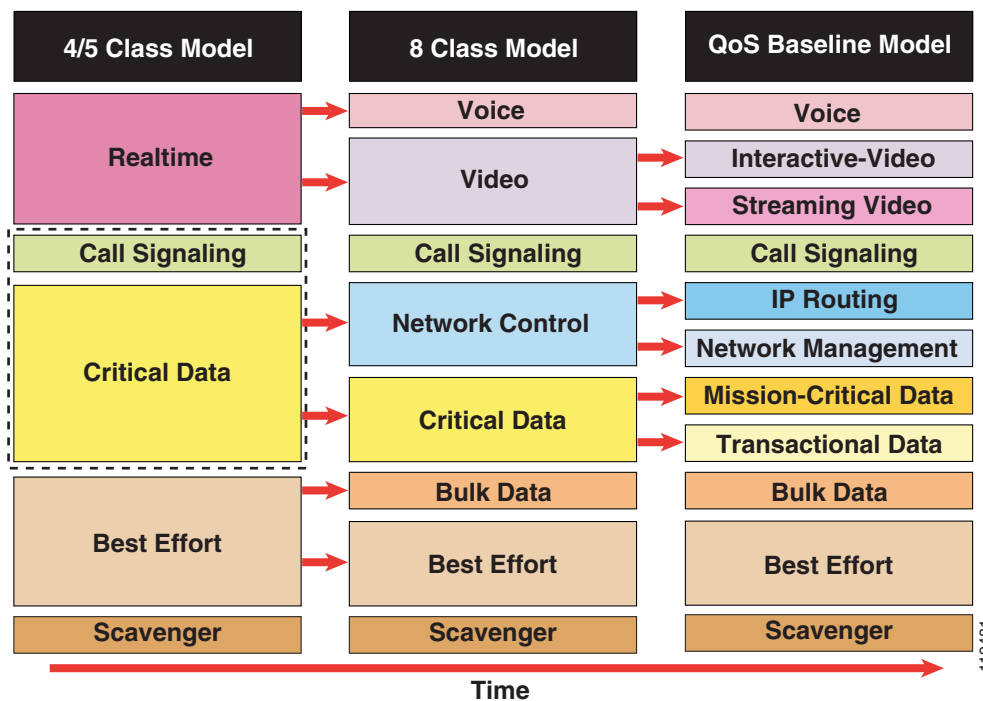 4/5 Class Model
8 Class Model
QoS Baseline Model
Realtime
Call Signaling
Critical Data
Best Effort
Scavenger
Voice
Video
Call Signaling
Network Control
Critical Data
Bulk Data
Best Effort
Scavenger
Voice
Interactive-Video
Streaming Video
Call Signaling
IP Routing
Network Management
Mission-Critical Data
Transactional Data
Bulk Data
Best Effort
Scavenger
Time